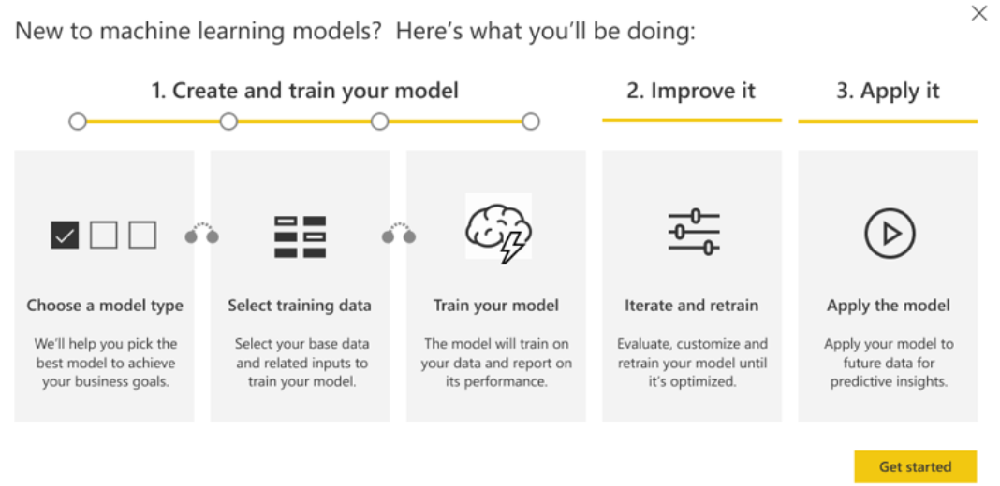 New to machine learning models?  Here's what you'll be doing:
1. Create and train your model
2. Improve it
3. Apply it
Choose a model type
We'll help you pick the
best model to achieve
your business goals.
Select training data
Select your base data
and related inputs to
train your model.
Train your model
The model will train on
your data and report on
its performance.
Iterate and retrain
Evaluate, customize and
retrain your model until
it's optimized.
Apply the model
Apply your model to
future data for
predictive insights.
Get started